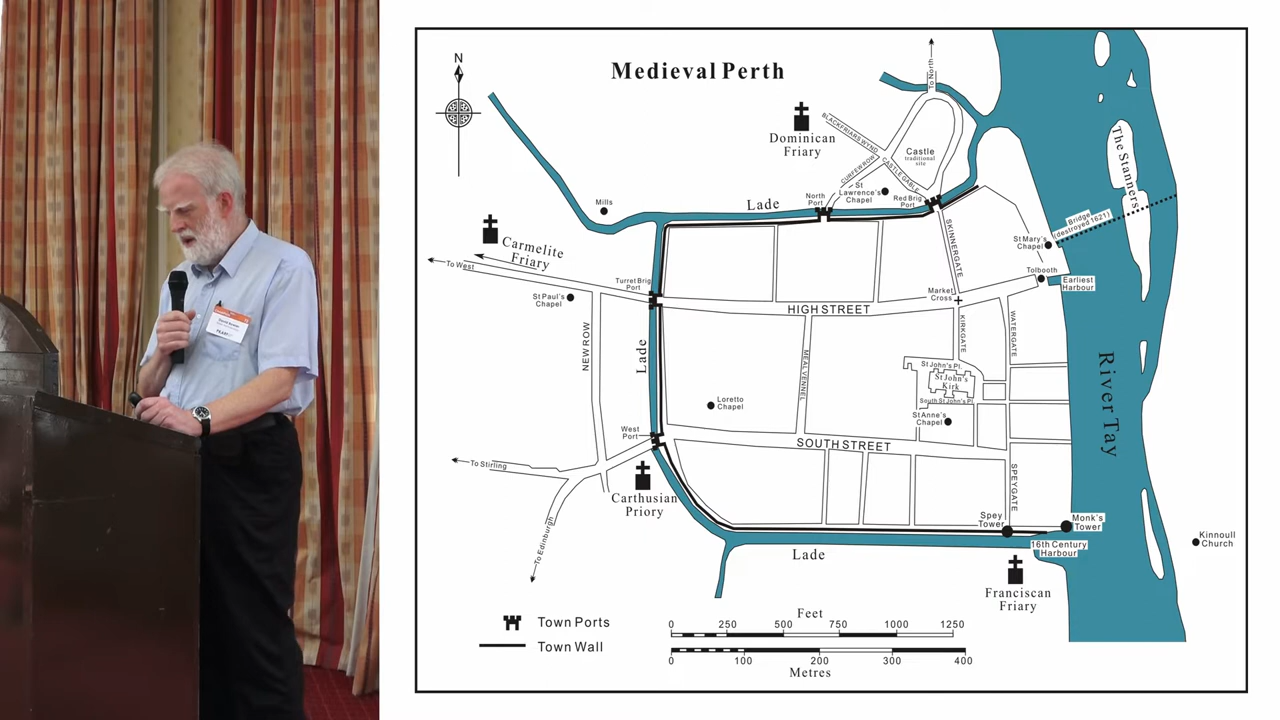 Medieval Perth
N
To North
BLACKFRIARS WYND
Dominican
Friary
CURFEW ROW
CASTLE GABLE
Castle
traditional
site
The Stanners
Mills
Lade
North
Port
St
Lawrence's
Chapel
Red Brig
Port
SKINNERGATE
Bridge
(destroyed 1621)
St Mary's
Chapel
Carmelite
Friary
To West
Turret Brig
Port
St Paul's
Chapel
Tolbooth
Earliest
Harbour
Market
Cross
HIGH STREET
NEW ROW
Lade
MEAL VENNEL
KIRKGATE
WATERGATE
River Tay
St John's Pl.
St John's
Kirk
South St John's Pl.
Loretto
Chapel
St Anne's
Chapel
West
Port
SOUTH STREET
To Stirling
Carthusian
Priory
SPEYGATE
To Edinburgh
Spey
Tower
Monk's
Tower
16th Century
Harbour
Kinnoull
Church
Lade
Franciscan
Friary
Town Ports
Town Wall
Feet
0 250 500 750 1000 1250
0 100 200 300 400
Metres